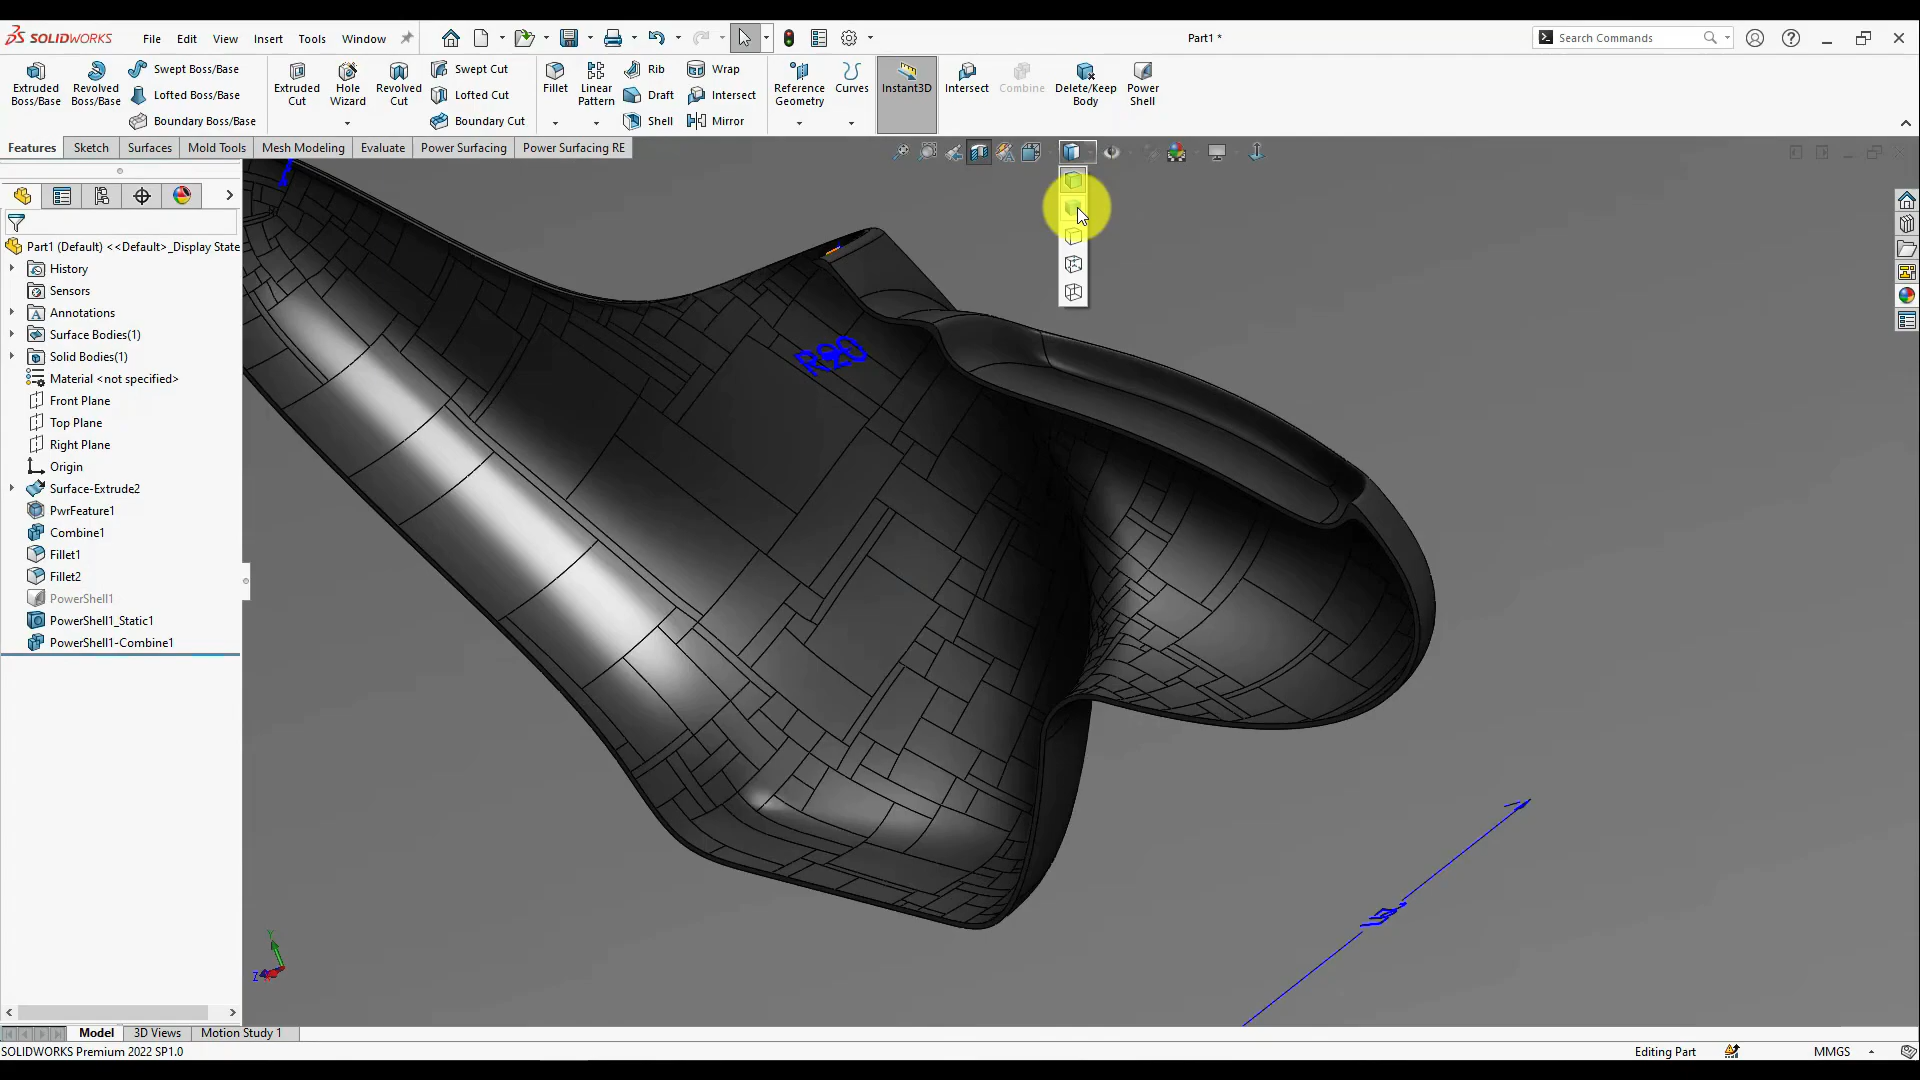 SOLIDWORKS File Edit View Insert Tools Window Part1 * Search Commands
Extruded Boss/Base
Revolved Boss/Base
Swept Boss/Base
Lofted Boss/Base
Boundary Boss/Base
Extruded Cut
Hole Wizard
Revolved Cut
Swept Cut
Lofted Cut
Boundary Cut
Fillet
Linear Pattern
Rib
Draft
Shell
Wrap
Intersect
Mirror
Reference Geometry
Curves
Instant3D
Intersect
Combine
Delete/Keep Body
Power Shell
Features Sketch Surfaces Mold Tools Mesh Modeling Evaluate Power Surfacing Power Surfacing RE
Part1 (Default) <<Default>_Display State
History
Sensors
Annotations
Surface Bodies(1)
Solid Bodies(1)
Material <not specified>
Front Plane
Top Plane
Right Plane
Origin
Surface-Extrude2
PwrFeature1
Combine1
Fillet1
Fillet2
PowerShell1
PowerShell1_Static1
PowerShell1-Combine1
Y
Z
Model 3D Views Motion Study 1
SOLIDWORKS Premium 2022 SP1.0 Editing Part MMGS